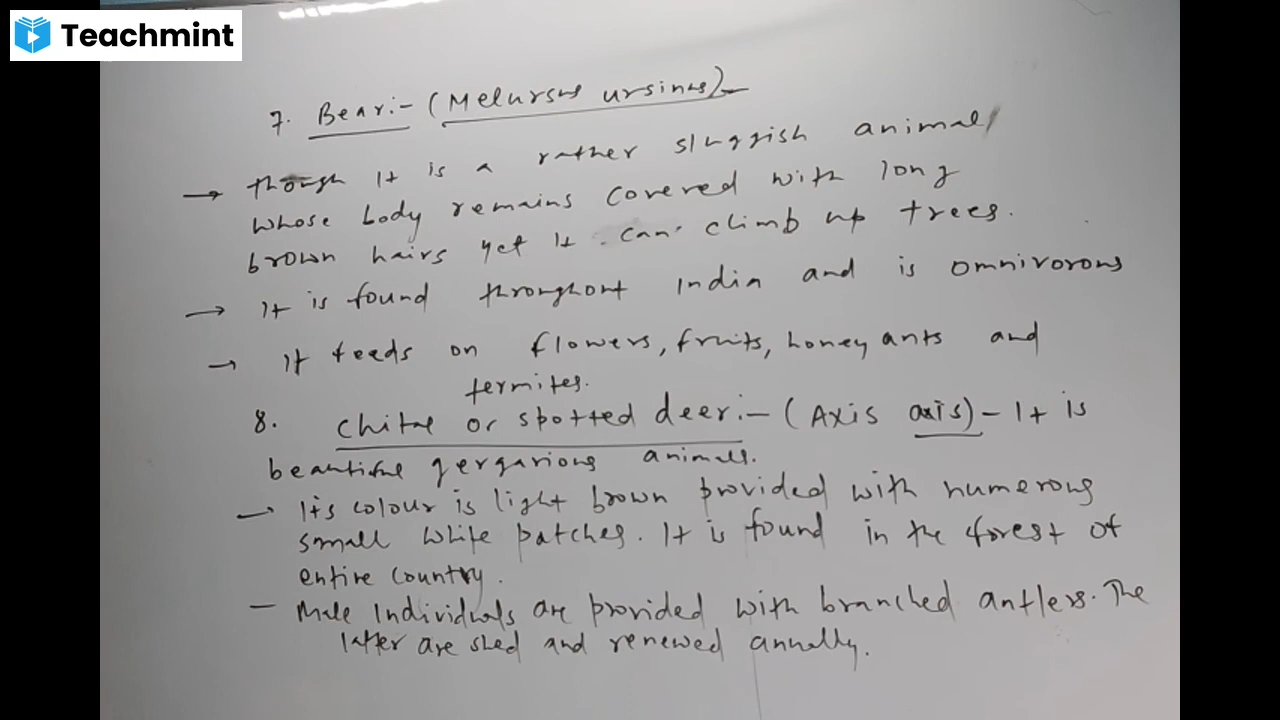 Teachmint
7. Bear:- (Melursus ursinus)-
→ though It is a rather sluggish animal
whose body remains covered with long
brown hairs yet It can climb up trees.
→ It is found throughout India and is omnivorous
→ It feeds on flowers, fruits, honey ants and
termites.
8. Chital or spotted deer:- (Axis axis) - It is
beautiful gergarious animal.
→ Its colour is light brown provided with numerous
small white patches. It is found in the forest of
entire country.
- Male Individuals are provided with branched antlers. The
latter are shed and renewed annually.